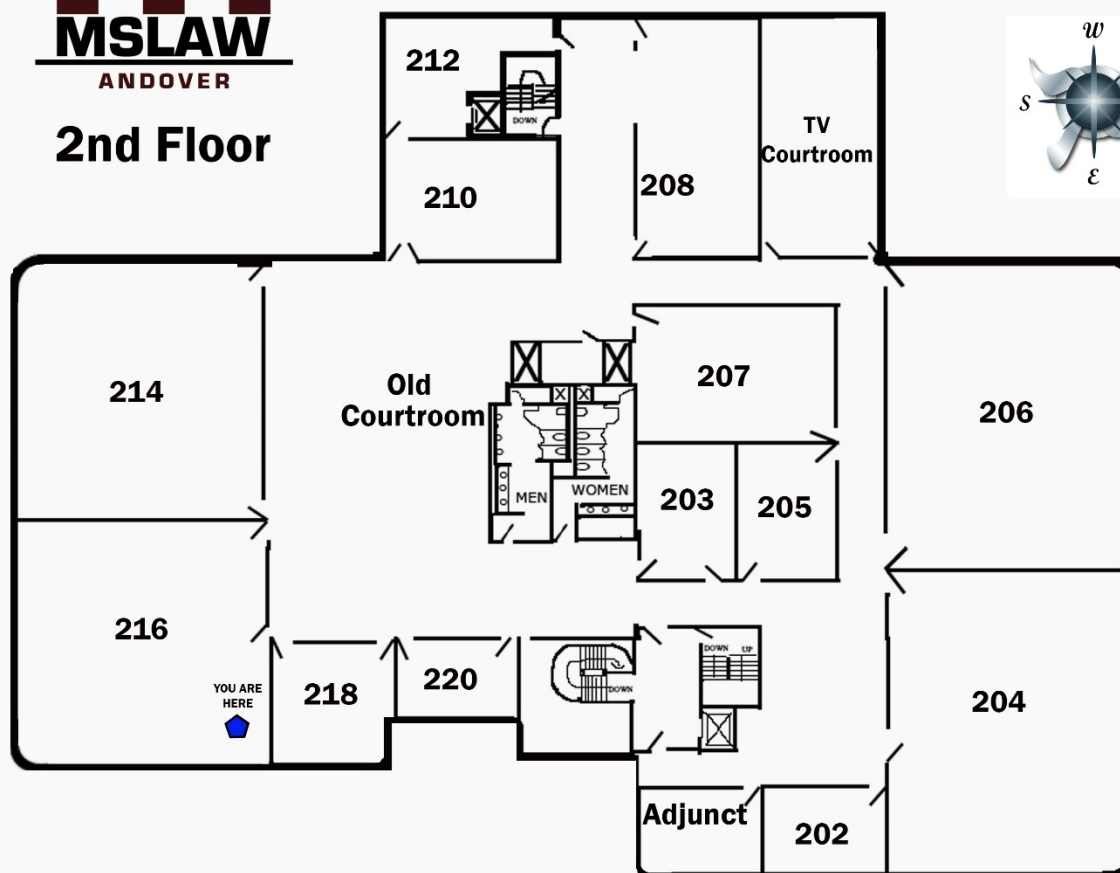 MSLAW
ANDOVER
2nd Floor
212
DOWN
210
208
TV
Courtroom
W
S
E
214
Old
Courtroom
207
206
MEN
WOMEN
203
205
216
YOU ARE
HERE
218
220
DOWN
DOWN UP
204
Adjunct
202